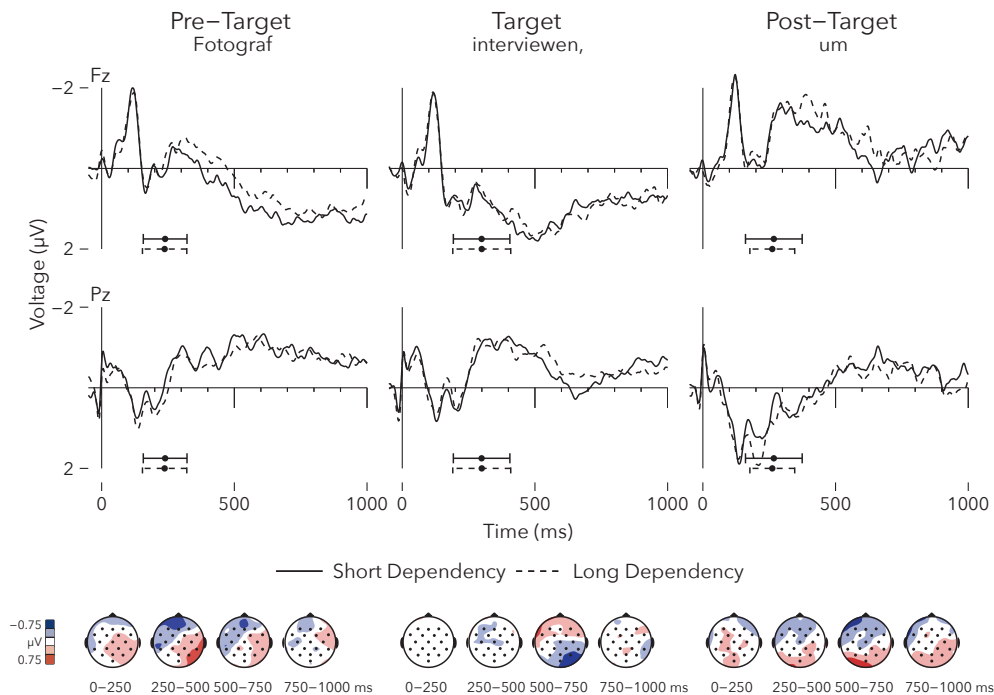 Pre−Target Target Post−Target
Fotograf interviewen, um
Fz
−2
2
Pz
−2
2
Voltage (μV)
0 500 1000 0 500 1000 0 500 1000
Time (ms)
Short Dependency Long Dependency
−0.75
μV
0.75
0−250 250−500 500−750 750−1000 ms 0−250 250−500 500−750 750−1000 ms 0−250 250−500 500−750 750−1000 ms